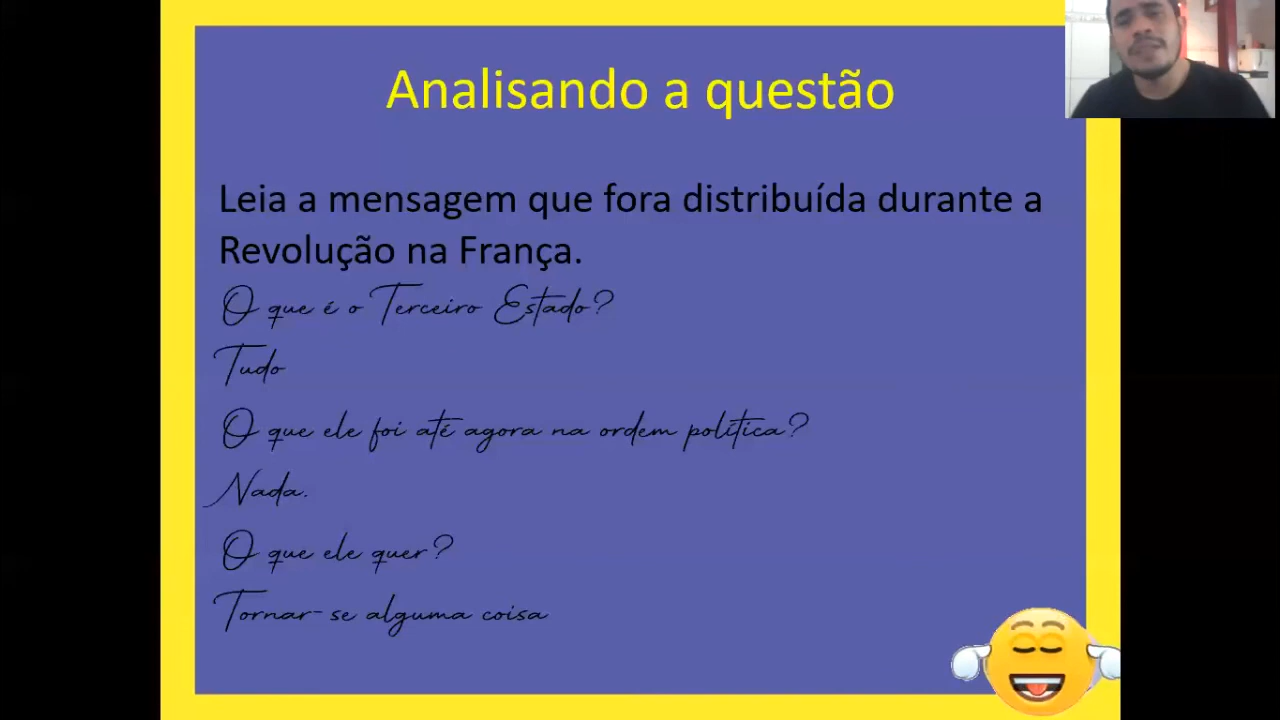 Analisando a questão
Leia a mensagem que fora distribuída durante a
Revolução na França.
O que é o Terceiro Estado?
Tudo
O que ele foi até agora na ordem política?
Nada.
O que ele quer?
Tornar-se alguma coisa